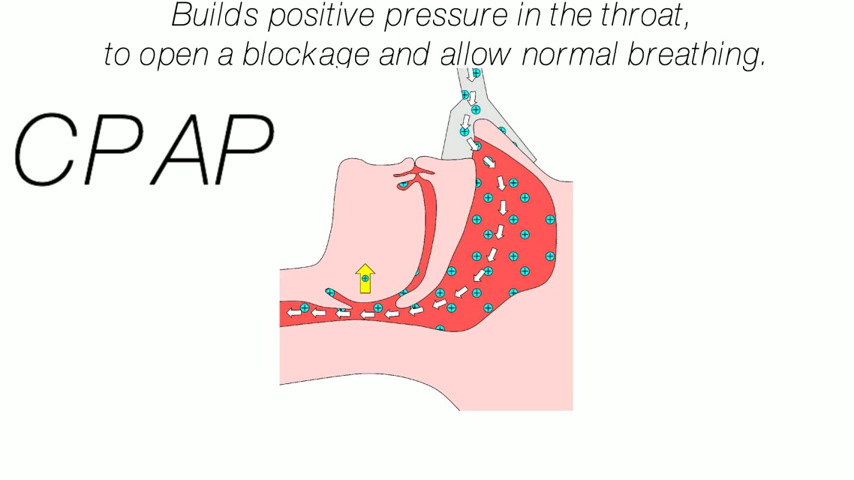 Builds positive pressure in the throat,
to open a blockage and allow normal breathing.
CPAP